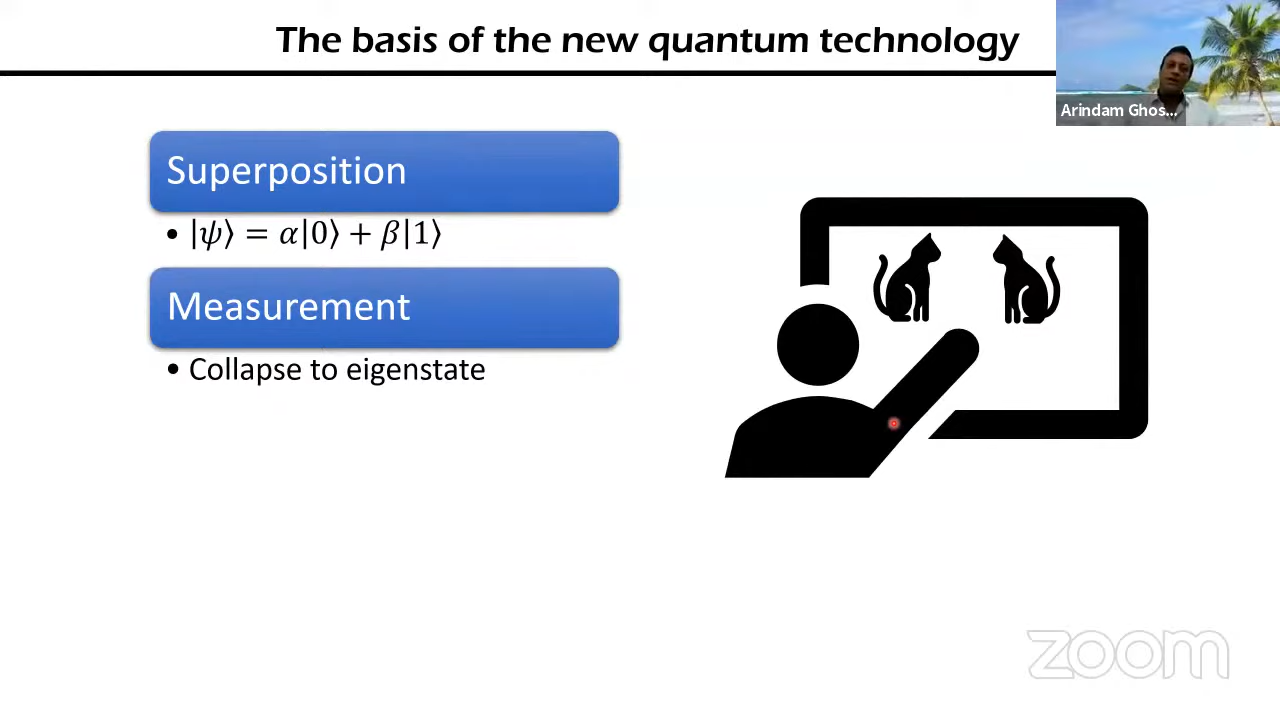 The basis of the new quantum technology
Arindam Ghos...
Superposition
• |ψ⟩ = α|0⟩ + β|1⟩
Measurement
• Collapse to eigenstate
zoom